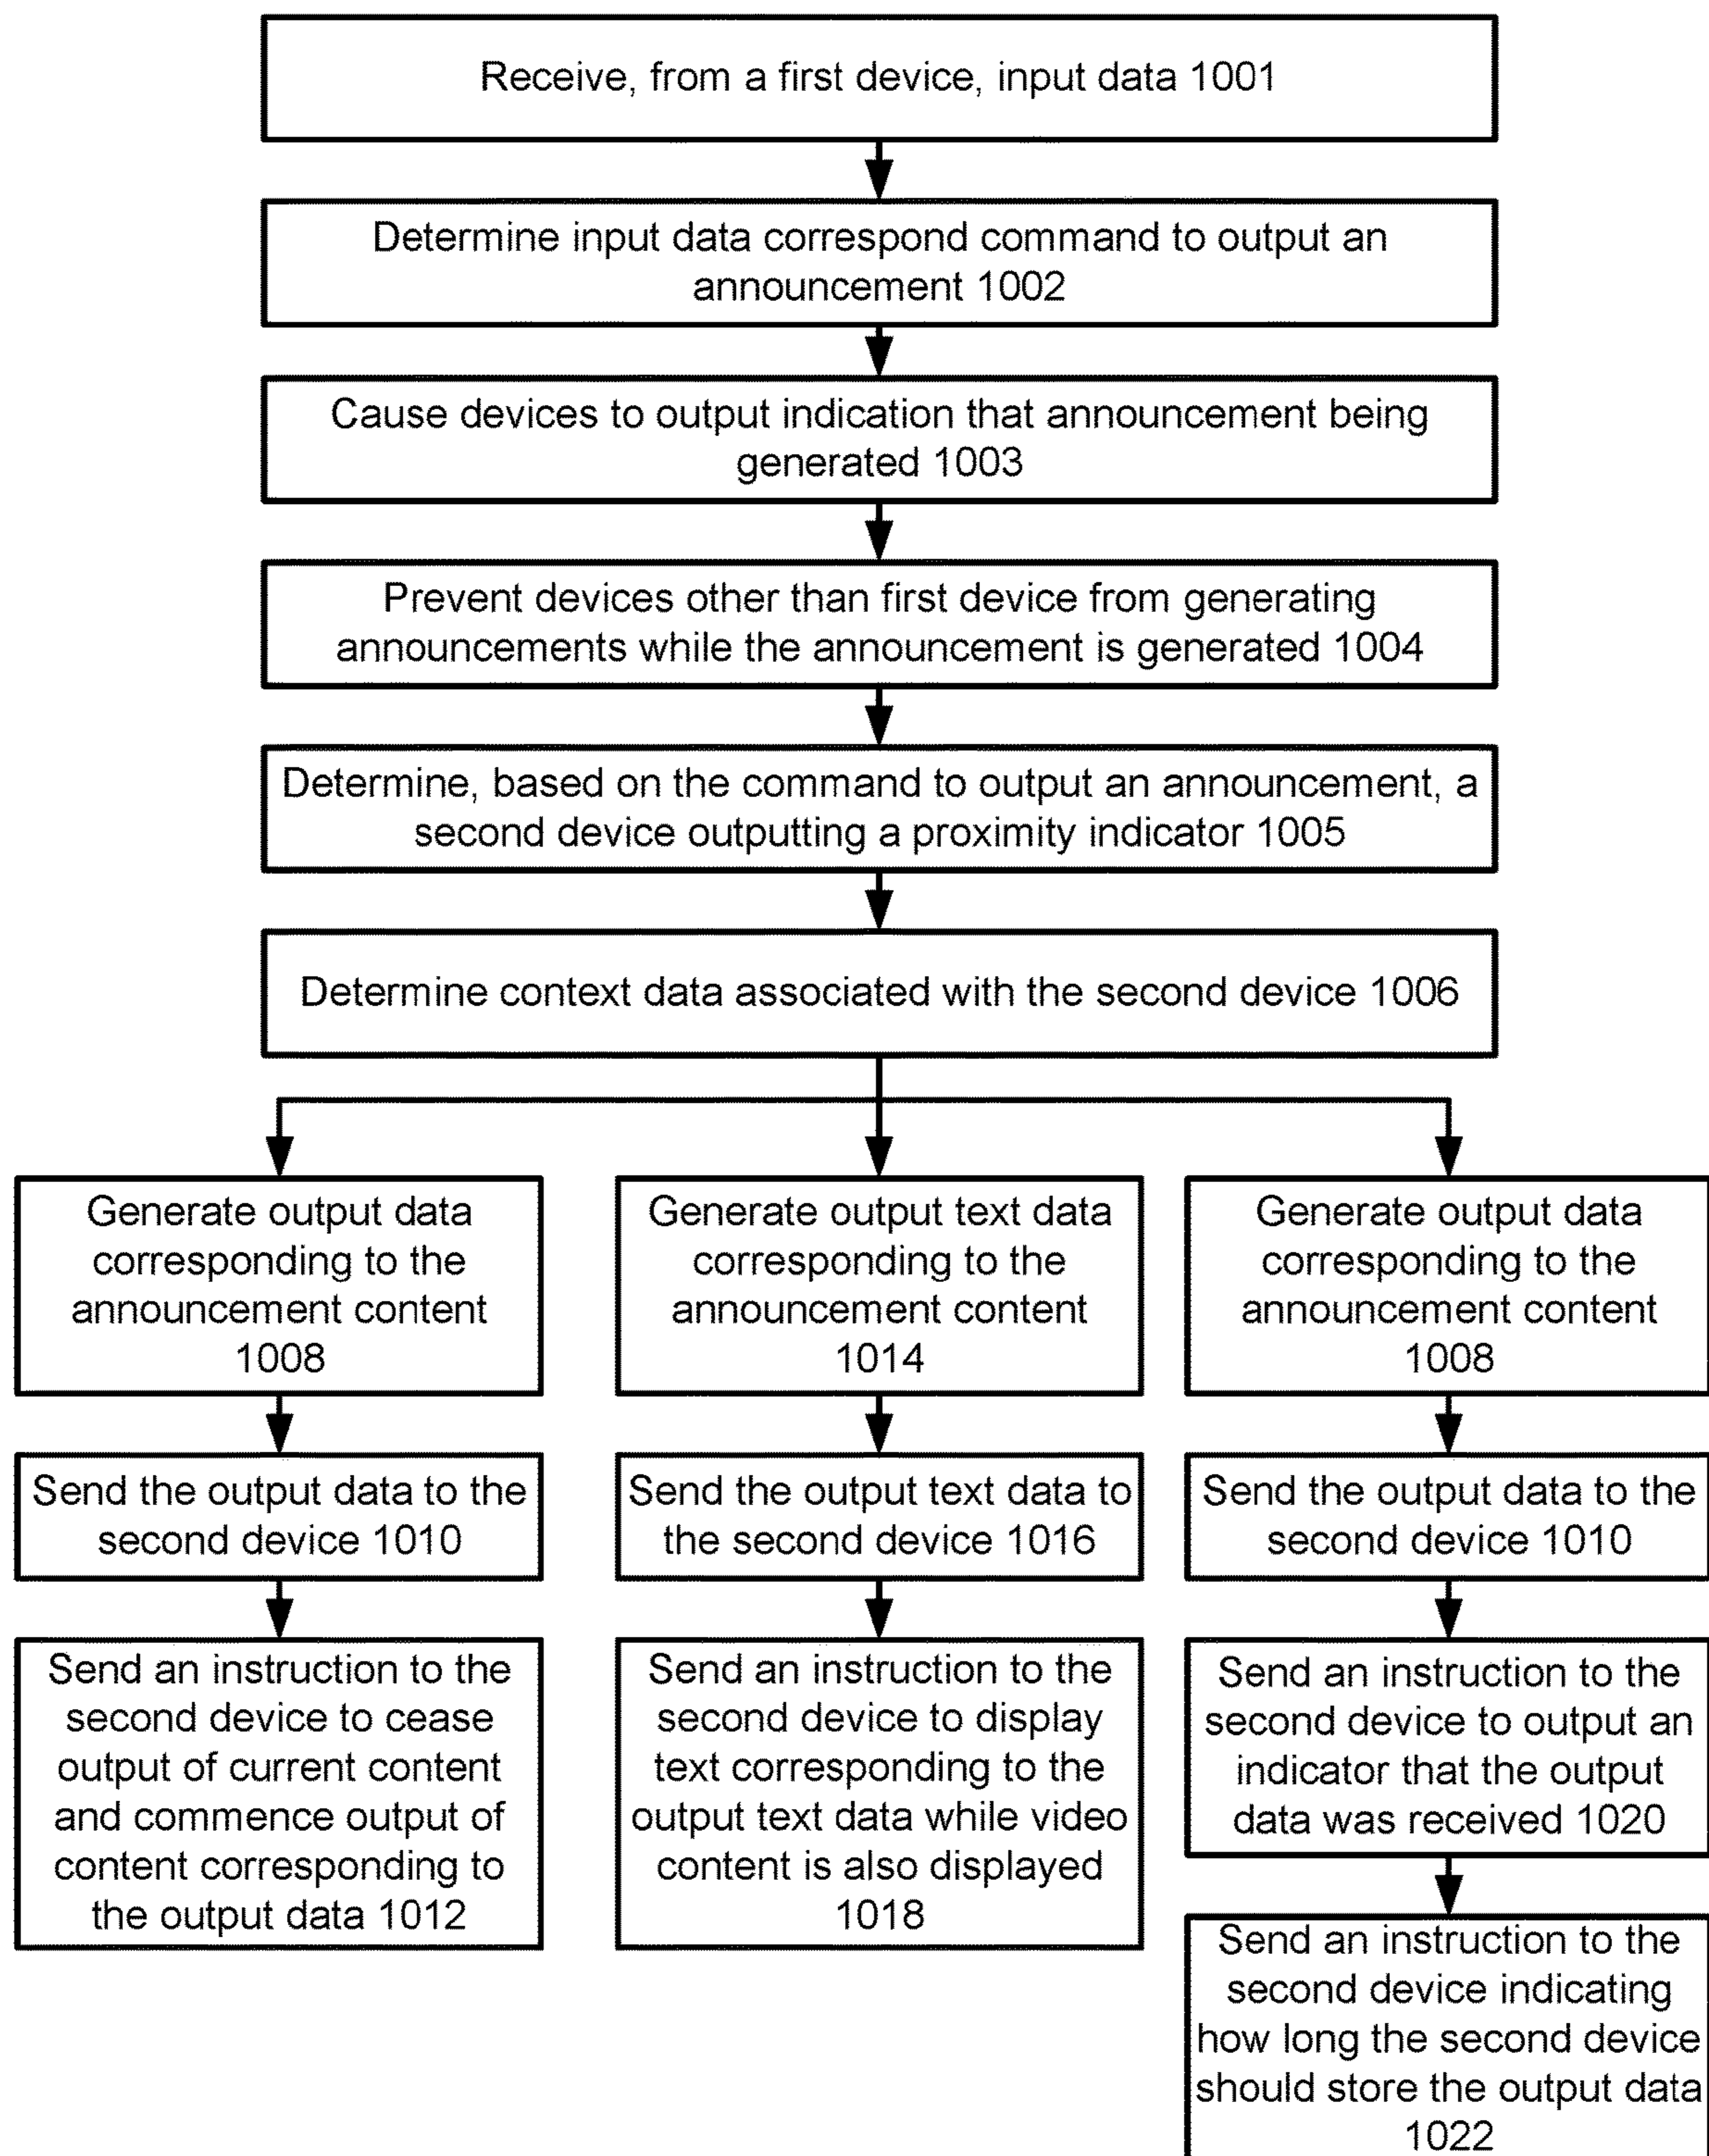 Receive, from a first device, input data 1001
Determine input data correspond command to output an
announcement 1002
Cause devices to output indication that announcement being
generated 1003
Prevent devices other than first device from generating
announcements while the announcement is generated 1004
Determine, based on the command to output an announcement, a
second device outputting a proximity indicator 1005
Determine context data associated with the second device 1006
Generate output data
corresponding to the
announcement content
1008
Send the output data to the
second device 1010
Send an instruction to the
second device to cease
output of current content
and commence output of
content corresponding to
the output data 1012
Generate output text data
corresponding to the
announcement content
1014
Send the output text data to
the second device 1016
Send an instruction to the
second device to display
text corresponding to the
output text data while video
content is also displayed
1018
Generate output data
corresponding to the
announcement content
1008
Send the output data to the
second device 1010
Send an instruction to the
second device to output an
indicator that the output
data was received 1020
Send an instruction to the
second device indicating
how long the second device
should store the output data
1022